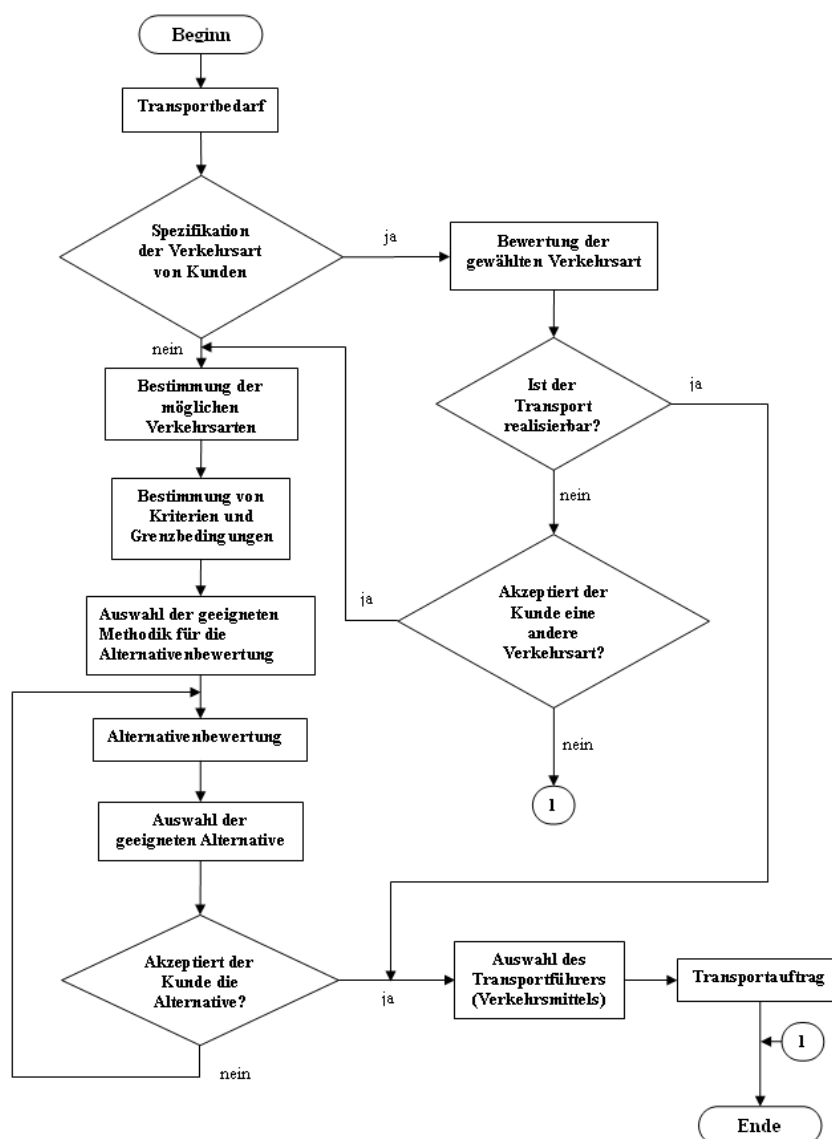 Beginn
Transportbedarf
Spezifikation
der Verkehrsart
von Kunden
ja
Bewertung der
gewählten Verkehrsart
nein
Bestimmung der
möglichen
Verkehrsarten
Ist der
Transport
realisierbar?
ja
nein
Bestimmung von
Kriterien und
Grenzbedingungen
Akzeptiert der
Kunde eine
andere
Verkehrsart?
ja
nein
1
Auswahl der geeigneten
Methodik für die
Alternativenbewertung
Alternativenbewertung
Auswahl der
geeigneten Alternative
Akzeptiert der
Kunde die
Alternative?
ja
nein
Auswahl des
Transportführers
(Verkehrsmittels)
Transportauftrag
1
Ende